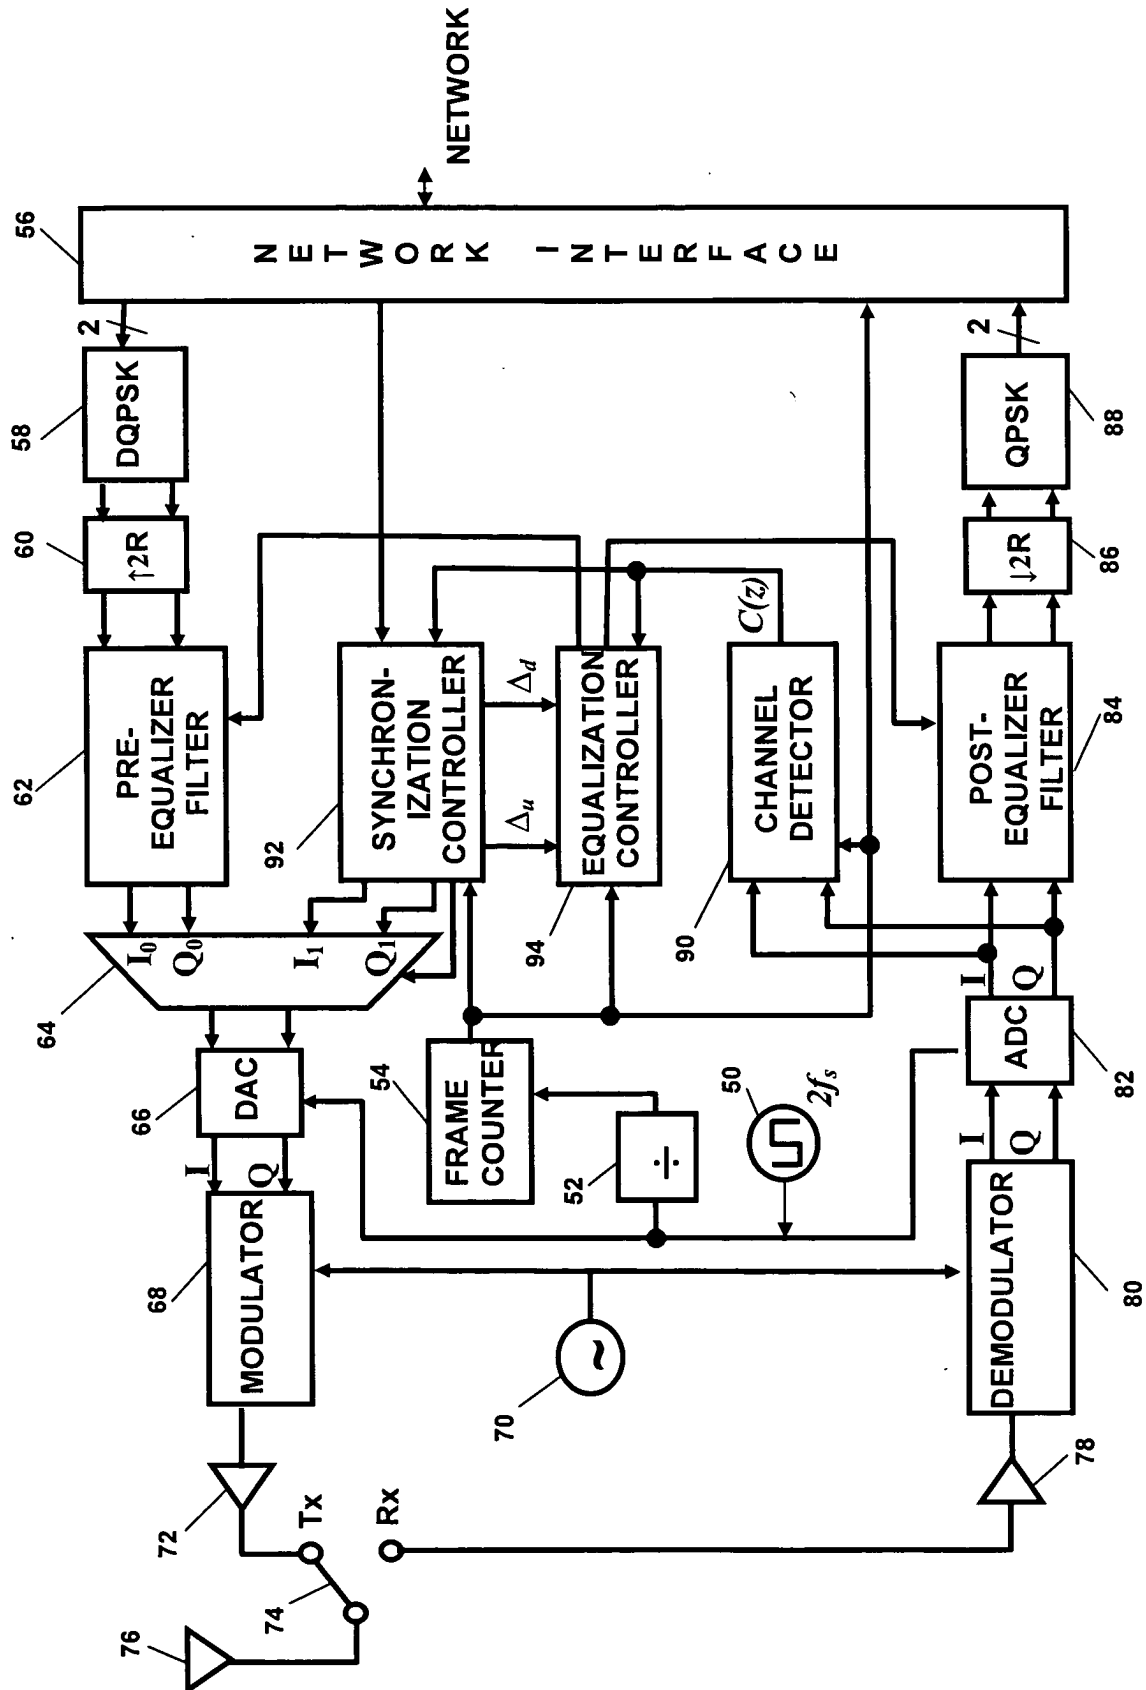 56
NETWORK INTERFACE
NETWORK
2
58
DQPSK
60
↑2R
62
PRE-
EQUALIZER
FILTER
64
I0
Q0
I1
Q1
66
DAC
I
Q
68
MODULATOR
72
Tx
74
76
Rx
92
SYNCHRON-
IZATION
CONTROLLER
Δu
Δd
94
EQUALIZATION
CONTROLLER
54
FRAME
COUNTER
52
÷
50
2fs
70
~
90
CHANNEL
DETECTOR
C(z)
2
88
QPSK
86
↓2R
84
POST-
EQUALIZER
FILTER
I
Q
82
ADC
I
Q
80
DEMODULATOR
78